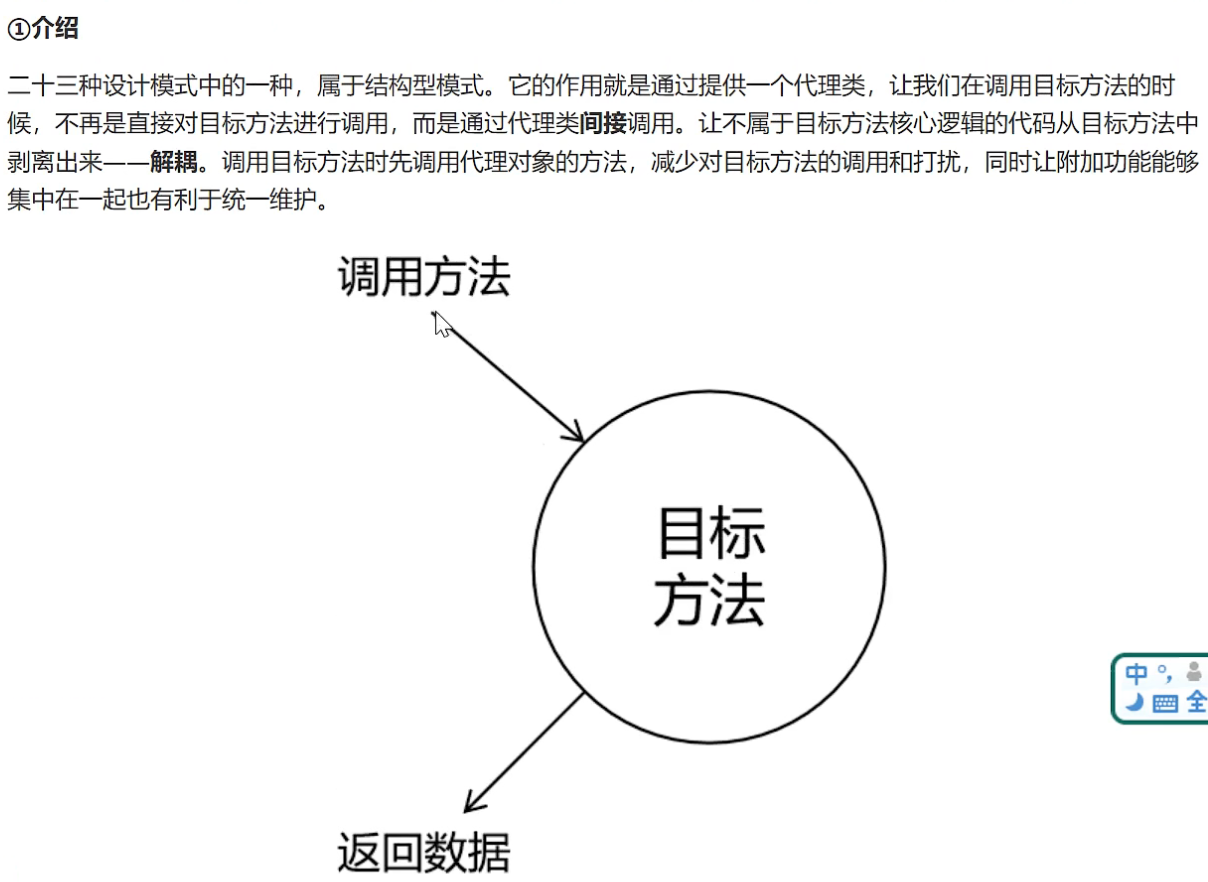 ①介绍
二十三种设计模式中的一种，属于结构型模式。它的作用就是通过提供一个代理类，让我们在调用目标方法的时
候，不再是直接对目标方法进行调用，而是通过代理类间接调用。让不属于目标方法核心逻辑的代码从目标方法中
剥离出来——解耦。调用目标方法时先调用代理对象的方法，减少对目标方法的调用和打扰，同时让附加功能能够
集中在一起也有利于统一维护。
调用方法
目标
方法
中 °,
全
返回数据